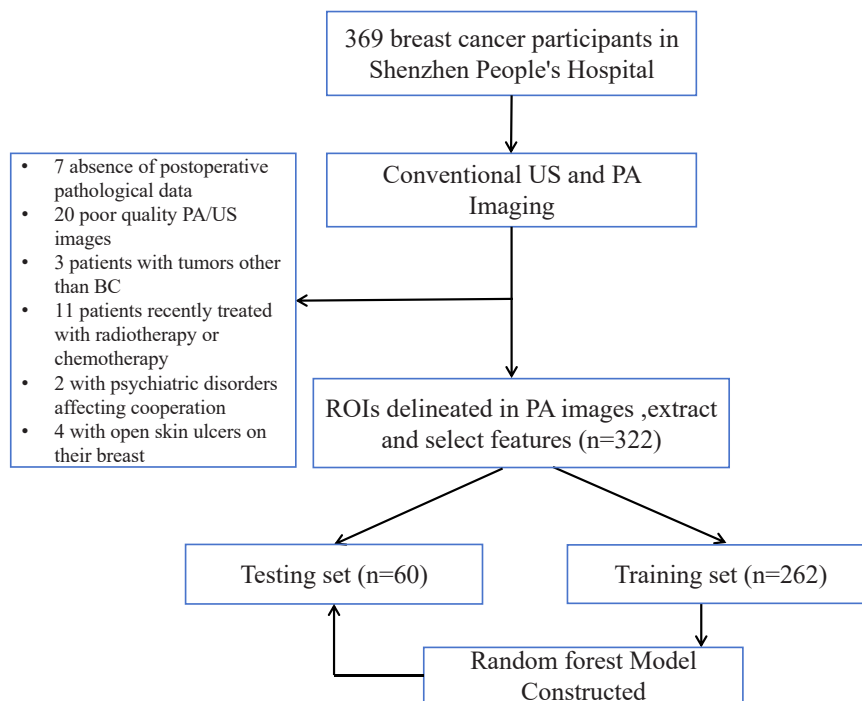 369 breast cancer participants in
Shenzhen People's Hospital
Conventional US and PA
Imaging
• 7 absence of postoperative
pathological data
• 20 poor quality PA/US
images
• 3 patients with tumors other
than BC
• 11 patients recently treated
with radiotherapy or
chemotherapy
• 2 with psychiatric disorders
affecting cooperation
• 4 with open skin ulcers on
their breast
ROIs delineated in PA images ,extract
and select features (n=322)
Testing set (n=60)
Training set (n=262)
Random forest Model
Constructed